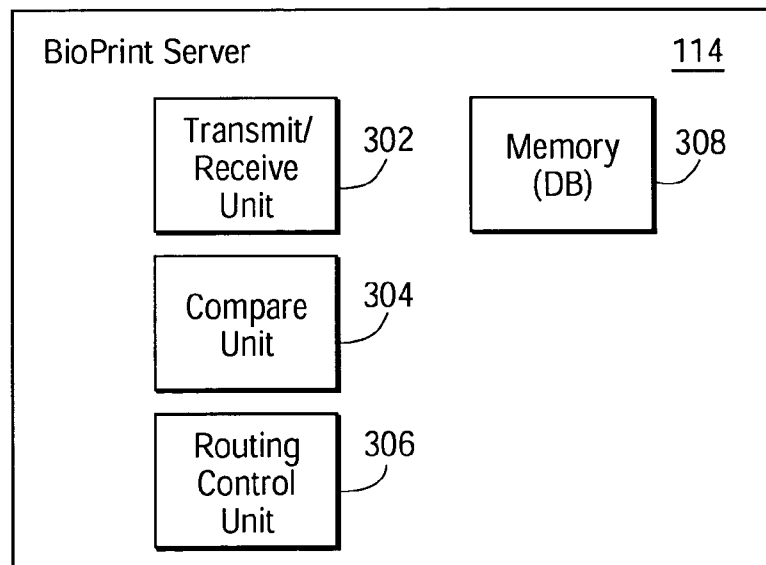 BioPrint Server 114
Transmit/
Receive
Unit
302
Memory
(DB)
308
Compare
Unit
304
Routing
Control
Unit
306